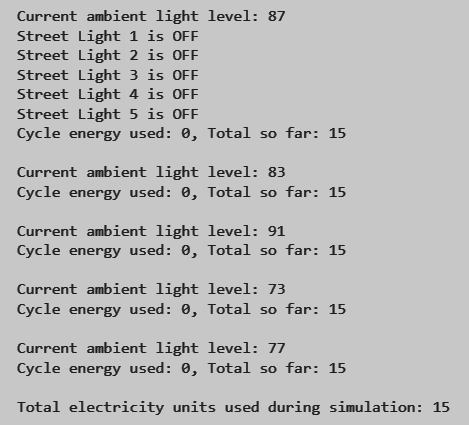 Current ambient light level: 87
Street Light 1 is OFF
Street Light 2 is OFF
Street Light 3 is OFF
Street Light 4 is OFF
Street Light 5 is OFF
Cycle energy used: 0, Total so far: 15
Current ambient light level: 83
Cycle energy used: 0, Total so far: 15
Current ambient light level: 91
Cycle energy used: 0, Total so far: 15
Current ambient light level: 73
Cycle energy used: 0, Total so far: 15
Current ambient light level: 77
Cycle energy used: 0, Total so far: 15
Total electricity units used during simulation: 15